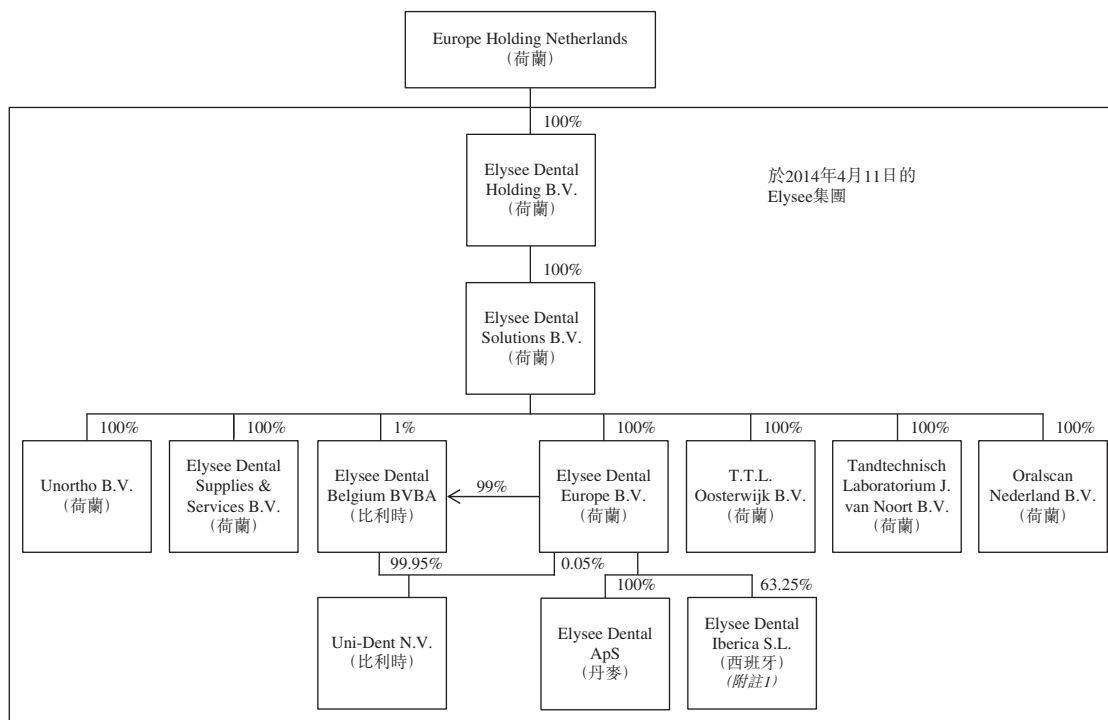 Europe Holding Netherlands
（荷蘭）
100%
Elysee Dental
Holding B.V.
（荷蘭）
於2014年4月11日的
Elysee集團
100%
Elysee Dental
Solutions B.V.
（荷蘭）
100%
100%
1%
100%
100%
100%
100%
Unortho B.V.
（荷蘭）
Elysee Dental
Supplies &
Services B.V.
（荷蘭）
Elysee Dental
Belgium BVBA
（比利時）
99%
Elysee Dental
Europe B.V.
（荷蘭）
T.T.L.
Oosterwijk B.V.
（荷蘭）
Tandtechnisch
Laboratorium J.
van Noort B.V.
（荷蘭）
Oralscan
Nederland B.V.
（荷蘭）
99.95%
0.05%
100%
63.25%
Uni-Dent N.V.
（比利時）
Elysee Dental
ApS
（丹麥）
Elysee Dental
Iberica S.L.
（西班牙）
（附註1）